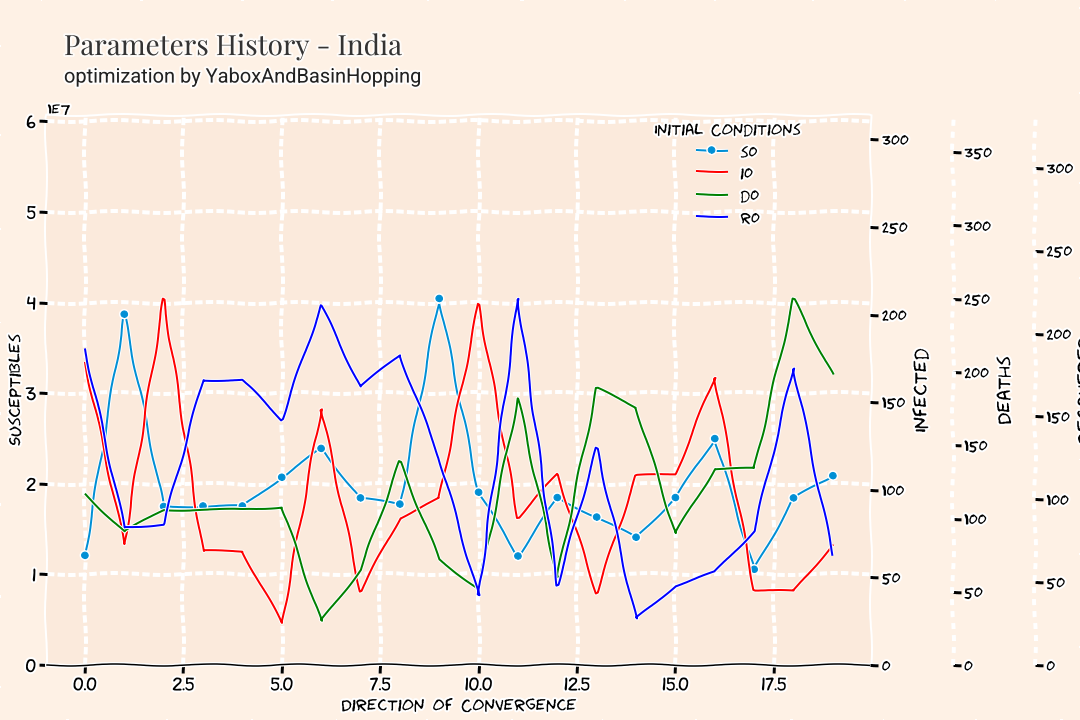 Parameters History - India
optimization by YaboxAndBasinHopping
1E7
INITIAL CONDITIONS
S0
I0
D0
R0
6
5
4
3
2
1
0
SUSCEPTIBLES
300
250
200
150
100
50
0
INFECTED
350
300
250
200
150
100
50
0
DEATHS
300
250
200
150
100
50
0
0.0 2.5 5.0 7.5 10.0 12.5 15.0 17.5
DIRECTION OF CONVERGENCE